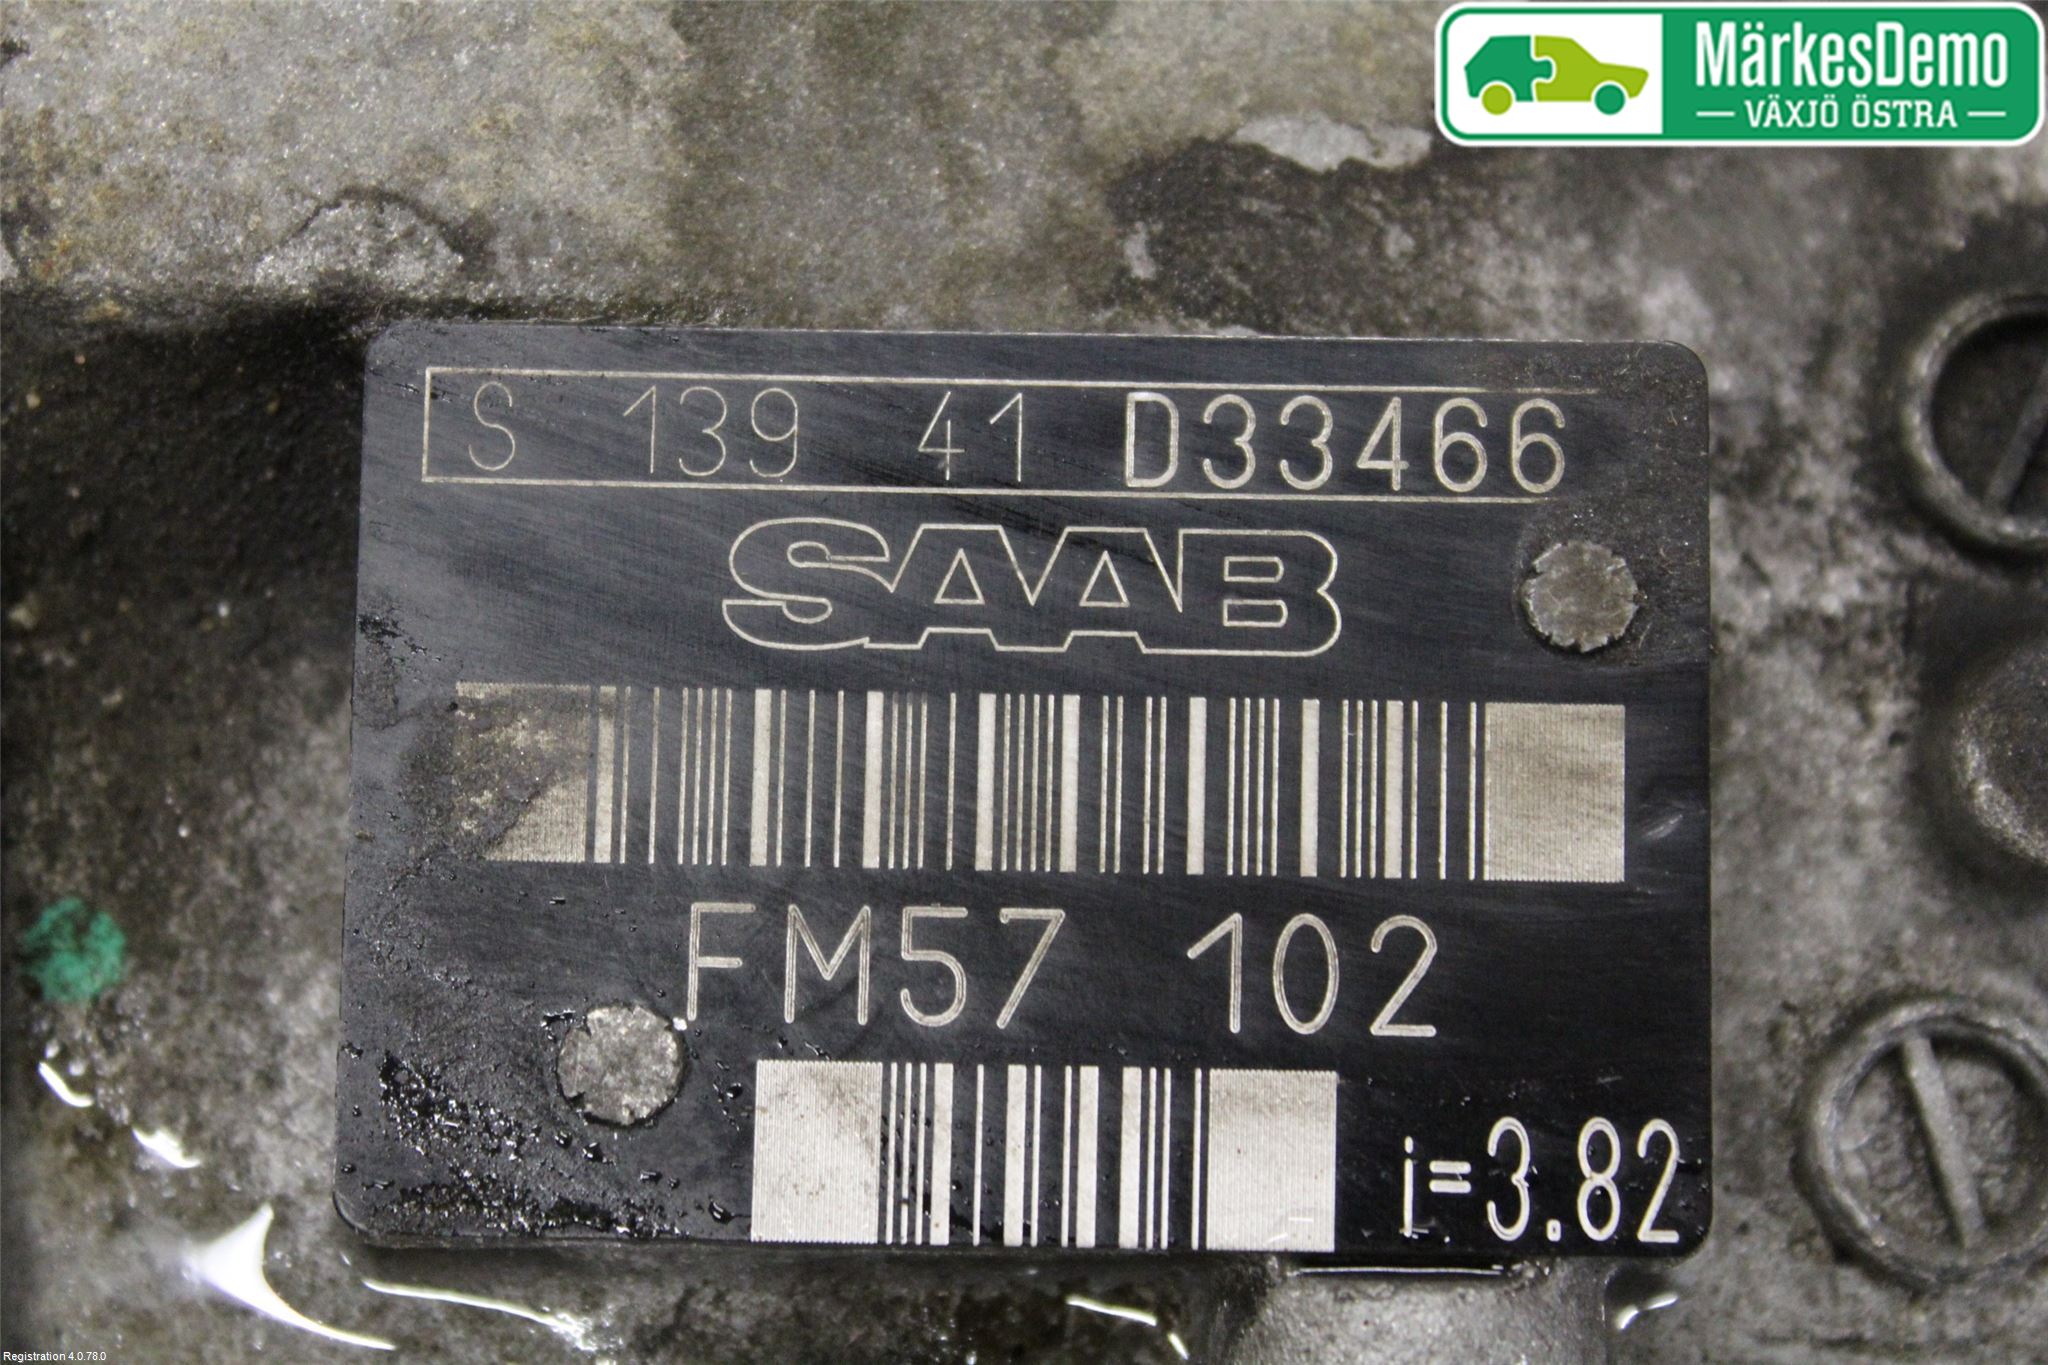 MärkesDemo
— VÄXJÖ ÖSTRA —
S 139 41 D33466
SAAB
FM57 102
i=3.82
Registration 4.0.78.0